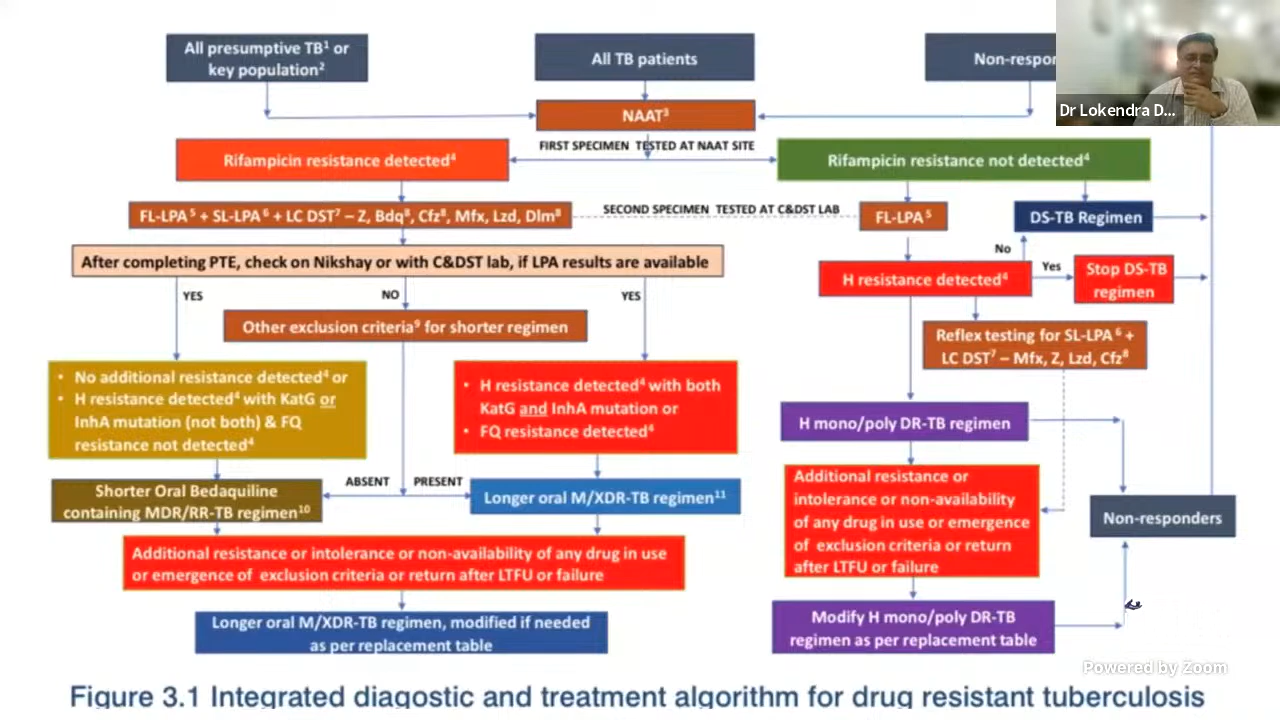 All presumptive TB¹ or
key population²
All TB patients
Non-respo
Dr Lokendra D...
NAAT³
FIRST SPECIMEN TESTED AT NAAT SITE
Rifampicin resistance detected⁴
Rifampicin resistance not detected⁴
FL-LPA⁵ + SL-LPA⁶ + LC DST⁷ – Z, Bdq⁸, Cfz⁸, Mfx, Lzd, Dlm⁸
SECOND SPECIMEN TESTED AT C&DST LAB
FL-LPA⁵
DS-TB Regimen
After completing PTE, check on Nikshay or with C&DST lab, if LPA results are available
No
Yes
H resistance detected⁴
Stop DS-TB
regimen
YES
NO
YES
Other exclusion criteria⁹ for shorter regimen
Reflex testing for SL-LPA⁶ +
LC DST⁷ – Mfx, Z, Lzd, Cfz⁸
• No additional resistance detected⁴ or
• H resistance detected⁴ with KatG or
InhA mutation (not both) & FQ
resistance not detected⁴
• H resistance detected⁴ with both
KatG and InhA mutation or
• FQ resistance detected⁴
H mono/poly DR-TB regimen
Shorter Oral Bedaquiline
containing MDR/RR-TB regimen¹⁰
ABSENT
PRESENT
Longer oral M/XDR-TB regimen¹¹
Additional resistance or
intolerance or non-availability
of any drug in use or emergence
of exclusion criteria or return
after LTFU or failure
Non-responders
Additional resistance or intolerance or non-availability of any drug in use
or emergence of exclusion criteria or return after LTFU or failure
Longer oral M/XDR-TB regimen, modified if needed
as per replacement table
Modify H mono/poly DR-TB
regimen as per replacement table
Powered by Zoom
Figure 3.1 Integrated diagostic and treatment algorithm for drug resistant tuberculosis